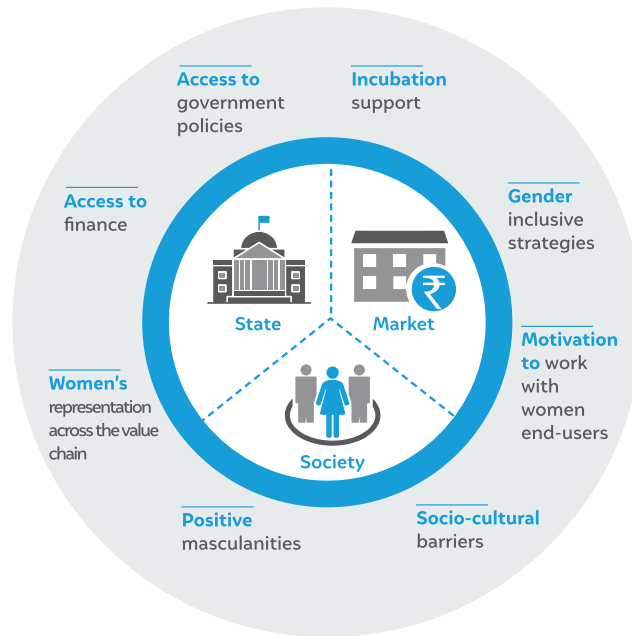 Access to
government
policies
Incubation
support
Access to
finance
Gender
inclusive
strategies
State
₹
Market
Motivation
to work
with
women
end-users
Women's
representation
across the value
chain
Society
Positive
masculanities
Socio-cultural
barriers